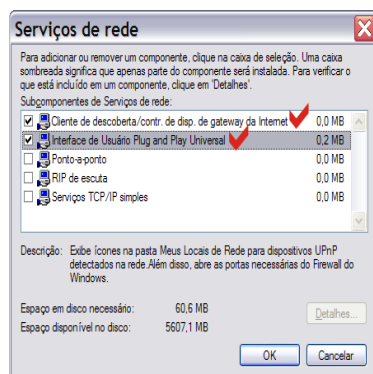 Serviços de rede
Para adicionar ou remover um componente, clique na caixa de seleção. Uma caixa
sombreada significa que apenas parte do componente será instalada. Para verificar o
que está incluído em um componente, clique em 'Detalhes'.
Subcomponentes de Serviços de rede:
Cliente de descoberta/contr. de disp. de gateway da Internet 0,0 MB
Interface de Usuário Plug and Play Universal 0,2 MB
Ponto-a-ponto 0,0 MB
RIP de escuta 0,0 MB
Serviços TCP/IP simples 0,0 MB
Descrição: Exibe ícones na pasta Meus Locais de Rede para dispositivos UPnP
detectados na rede.Além disso, abre as portas necessárias do Firewall do
Windows.
Espaço em disco necessário: 60,6 MB
Espaço disponível no disco: 5607,1 MB
Detalhes...
OK Cancelar